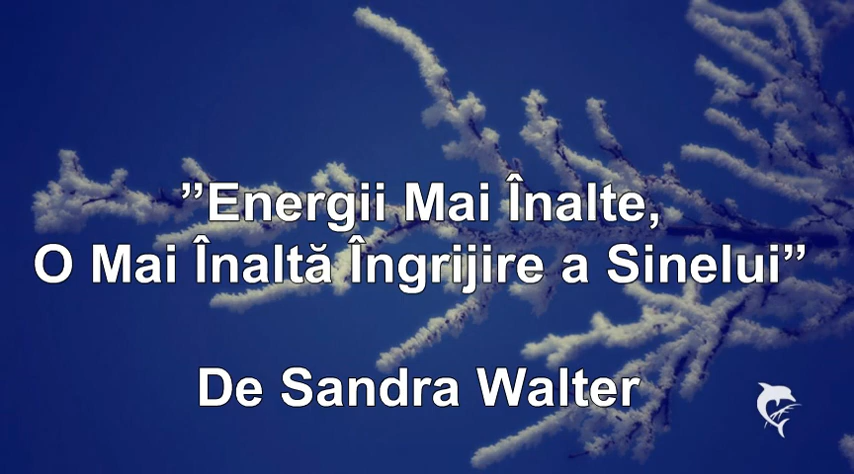 ”Energii Mai Înalte,
O Mai Înaltă Îngrijire a Sinelui”
De Sandra Walter